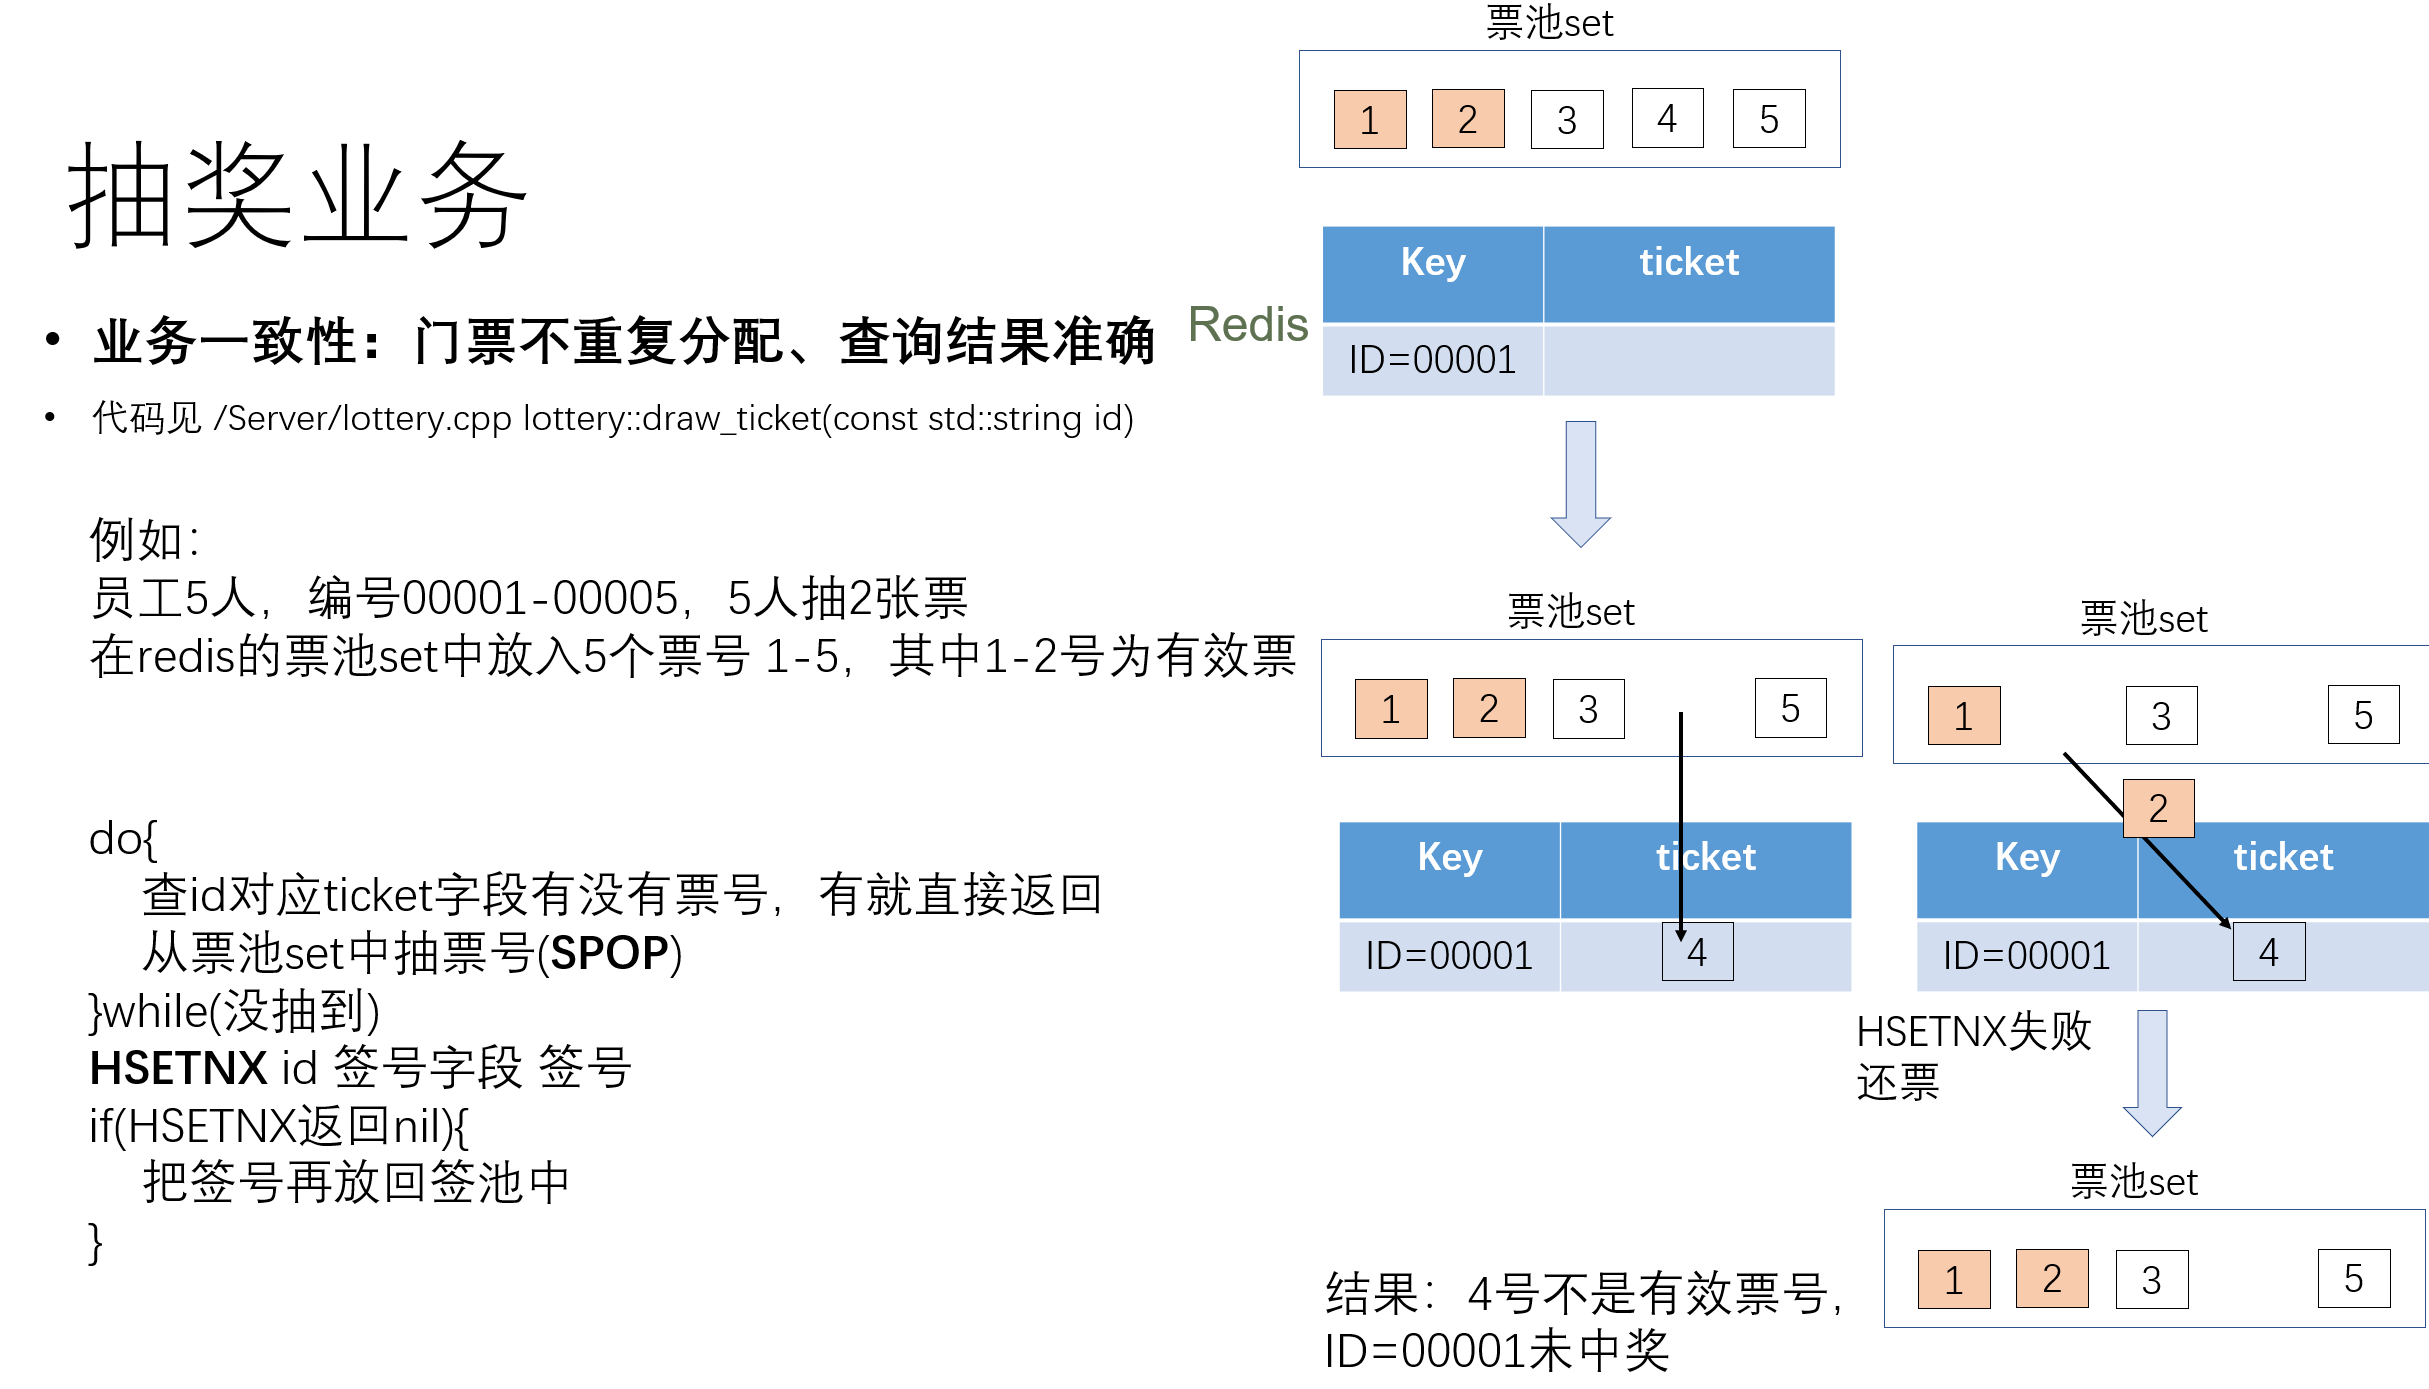 抽奖业务
• 业务一致性：门票不重复分配、查询结果准确
• 代码见 /Server/lottery.cpp lottery::draw_ticket(const std::string id)
例如：
员工5人，编号00001-00005，5人抽2张票
在redis的票池set中放入5个票号 1-5，其中1-2号为有效票
do{
查id对应ticket字段有没有票号，有就直接返回
从票池set中抽票号(SPOP)
}while(没抽到)
HSETNX id 签号字段 签号
if(HSETNX返回nil){
把签号再放回签池中
}
票池set
1 2 3 4 5
Redis
Key ticket
ID=00001
票池set
1 2 3 5
Key ticket
ID=00001 4
票池set
1 3 5
2
Key ticket
ID=00001 4
HSETNX失败
还票
票池set
1 2 3 5
结果：4号不是有效票号，
ID=00001未中奖